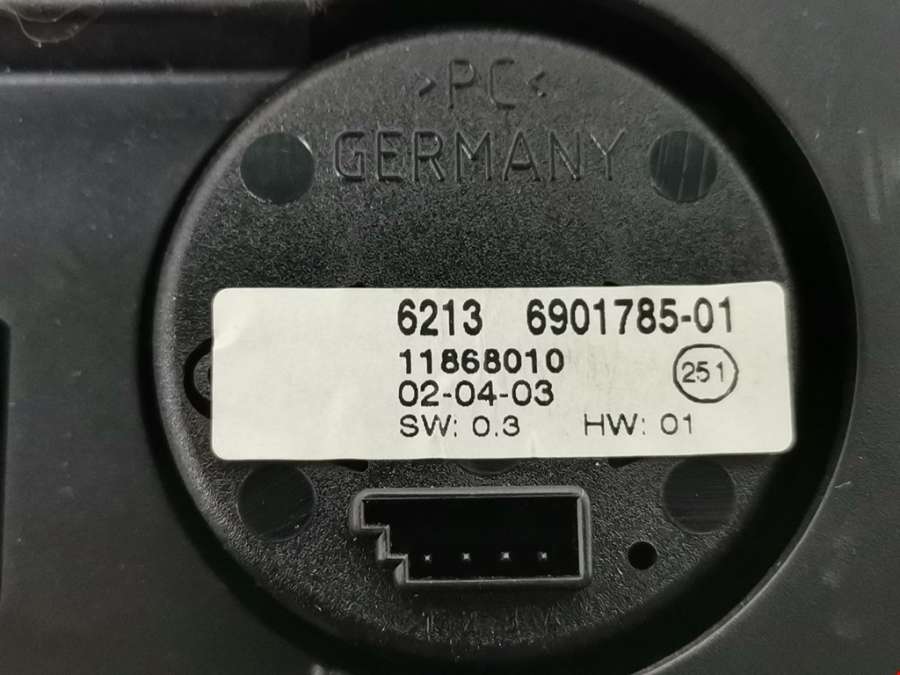 >PC<
GERMANY
6213 6901785-01
11868010
251
02-04-03
SW: 0.3 HW: 01